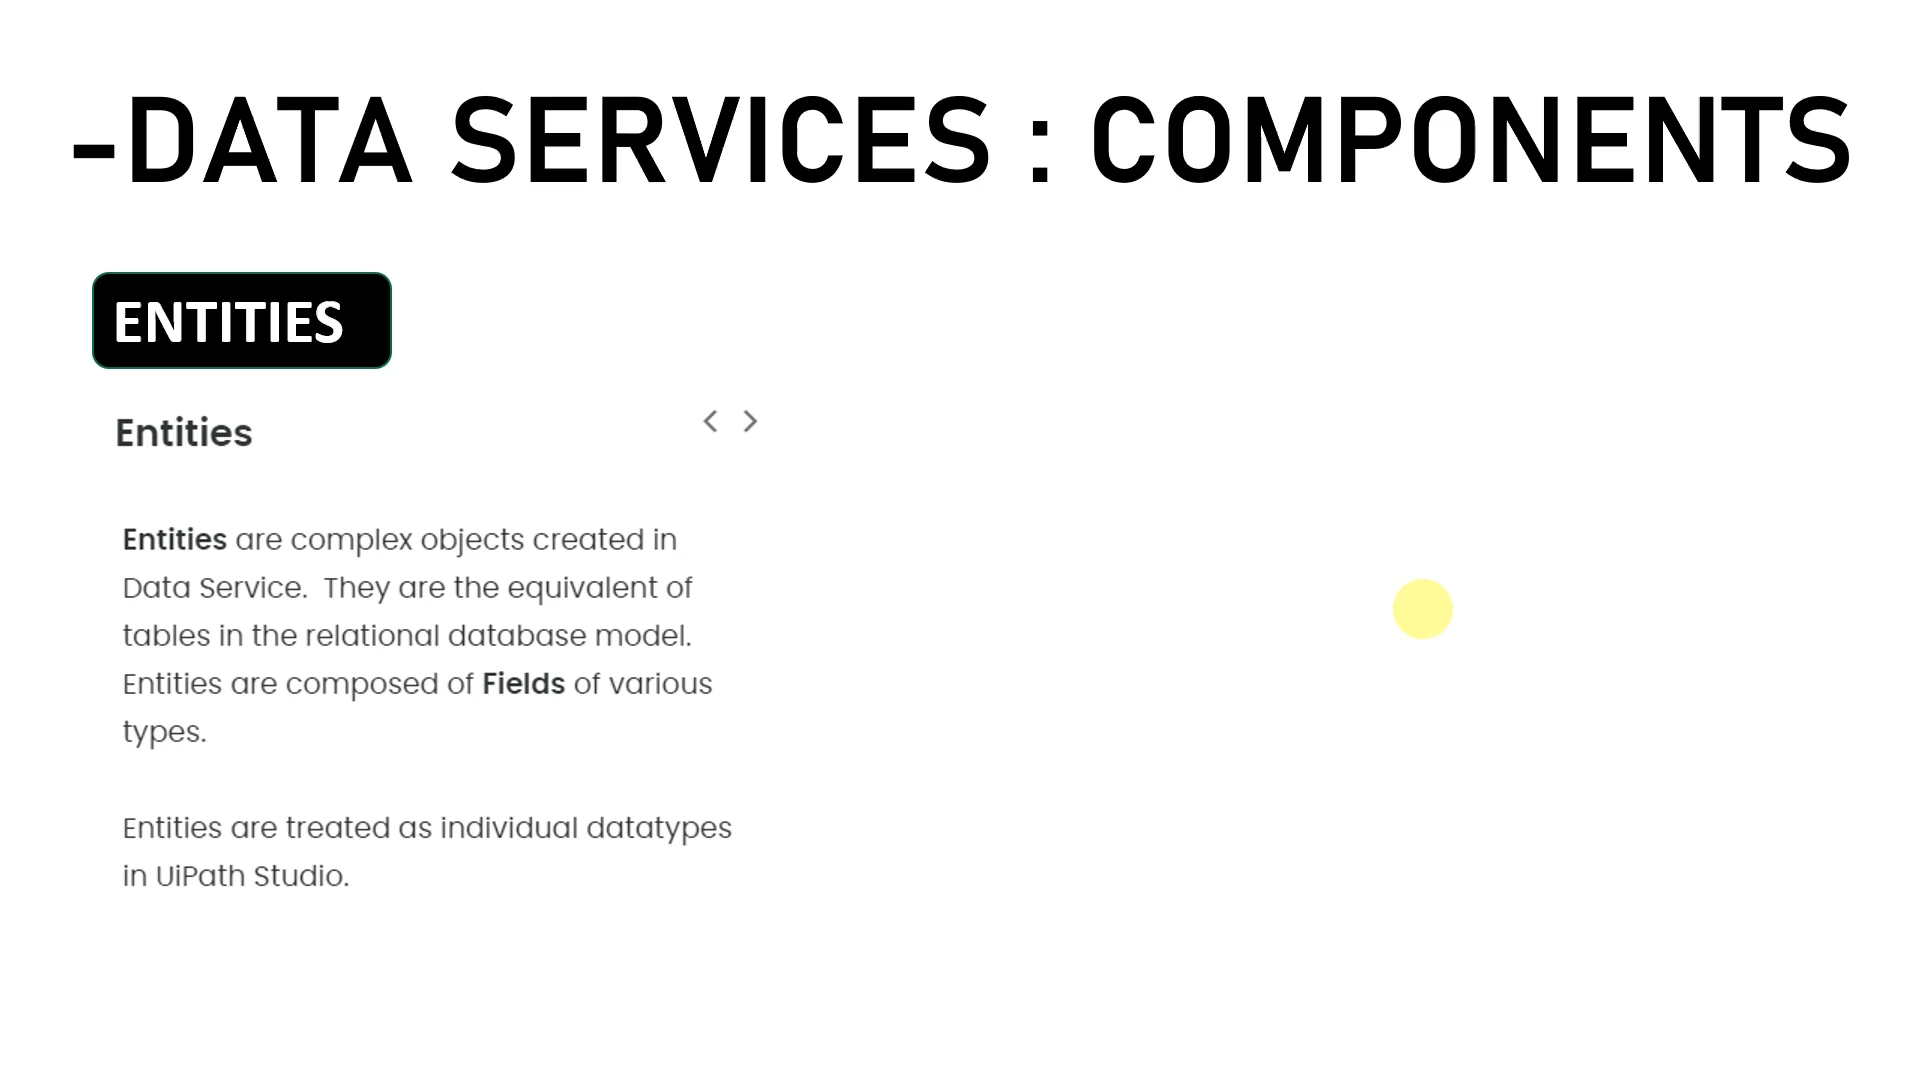 -DATA SERVICES : COMPONENTS
ENTITIES
Entities
Entities are complex objects created in
Data Service.  They are the equivalent of
tables in the relational database model.
Entities are composed of Fields of various
types.
Entities are treated as individual datatypes
in UiPath Studio.